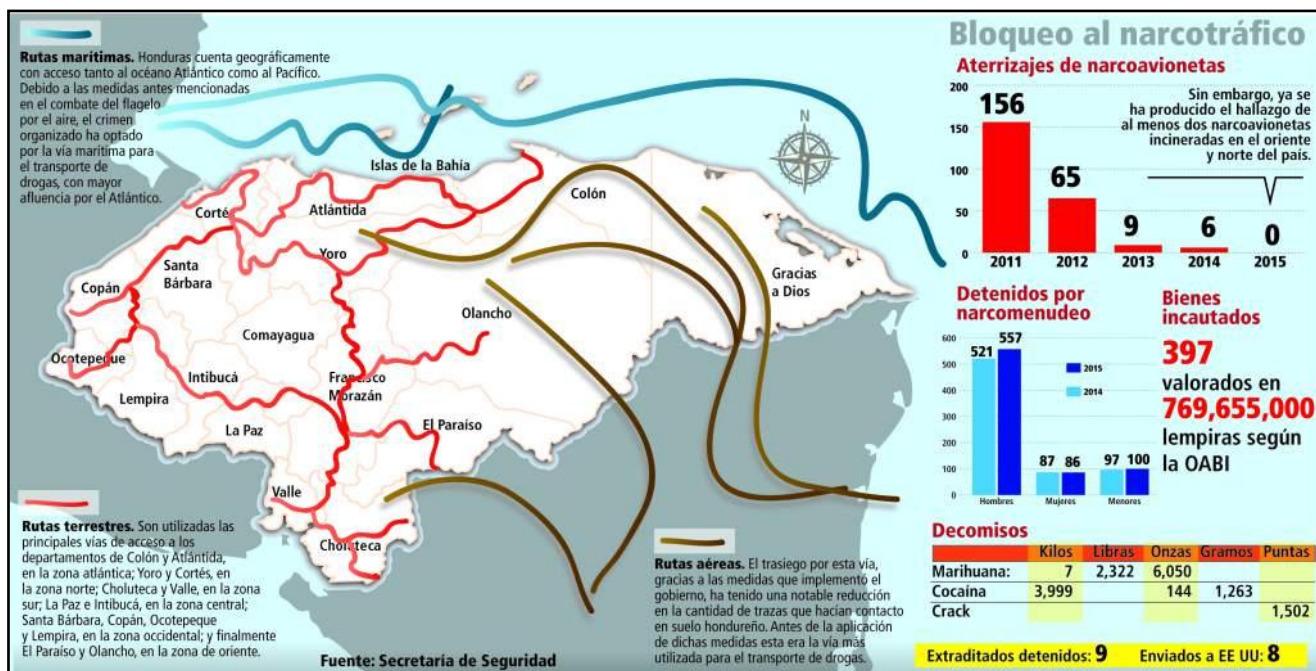 Rutas marítimas. Honduras cuenta geográficamente
con acceso tanto al océano Atlántico como al Pacífico.
Debido a las medidas antes mencionadas
en el combate del flagelo
por el aire, el crimen
organizado ha optado
por la vía marítima para
el transporte de
drogas, con mayor
afluencia por el Atlántico.
N
Islas de la Bahía
Colón
Cortés
Atlántida
Yoro
Santa
Bárbara
Gracias
a Dios
Copán
Olancho
Comayagua
Ocotepeque
Intibucá
Francisco
Morazán
Lempira
La Paz
El Paraíso
Valle
Choluteca
Rutas terrestres. Son utilizadas las
principales vías de acceso a los
departamentos de Colón y Atlántida,
en la zona atlántica; Yoro y Cortés, en
la zona norte; Choluteca y Valle, en la zona
sur; La Paz e Intibucá, en la zona central;
Santa Bárbara, Copán, Ocotepeque
y Lempira, en la zona occidental; y finalmente
El Paraíso y Olancho, en la zona de oriente.
Fuente: Secretaría de Seguridad
Rutas aéreas. El trasiego por esta vía,
gracias a las medidas que implementó el
gobierno, ha tenido una notable reducción
en la cantidad de trazas que hacían contacto
en suelo hondureño. Antes de la aplicación
de dichas medidas esta era la vía más
utilizada para el transporte de drogas.
Bloqueo al narcotráfico
Aterrizajes de narcoavionetas
200
150
100
50
0
156
65
9
6
0
2011 2012 2013 2014 2015
Sin embargo, ya se
ha producido el hallazgo de
al menos dos narcoavionetas
incineradas en el oriente
y norte del país.
Detenidos por
narcomenudeo
600
500
400
300
200
100
0
521 557
87 86
97 100
2015
2014
Hombres Mujeres Menores
Bienes
incautados
397
valorados en
769,655,000
lempiras según
la OABI
Decomisos
Kilos Libras Onzas Gramos Puntas
Marihuana: 7 2,322 6,050
Cocaína 3,999 144 1,263
Crack 1,502
Extraditados detenidos: 9 Enviados a EE UU: 8